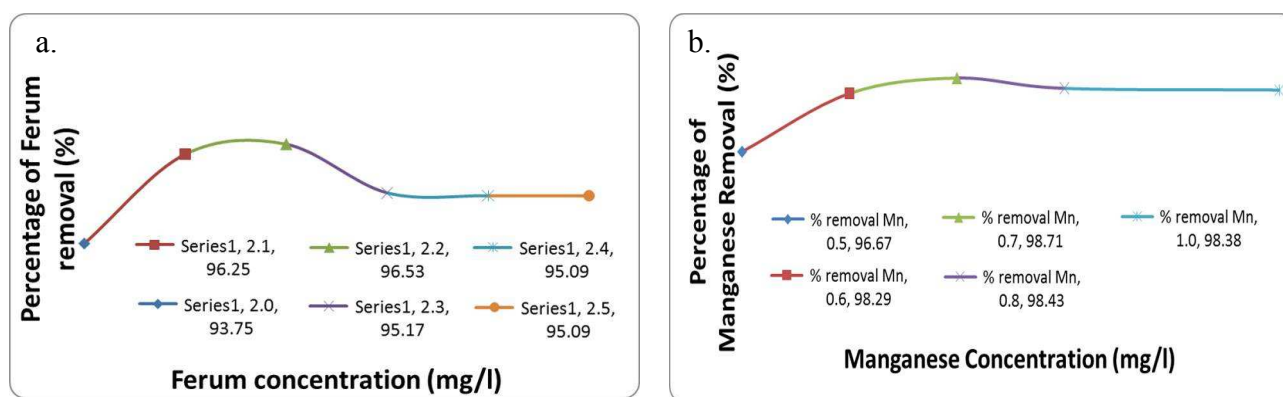 a.
Percentage of Ferum
removal (%)
Series1, 2.1,
96.25
Series1, 2.2,
96.53
Series1, 2.4,
95.09
Series1, 2.0,
93.75
Series1, 2.3,
95.17
Series1, 2.5,
95.09
Ferum concentration (mg/l)
b.
Percentage of
Manganese Removal (%)
% removal Mn,
0.5, 96.67
% removal Mn,
0.7, 98.71
% removal Mn,
1.0, 98.38
% removal Mn,
0.6, 98.29
% removal Mn,
0.8, 98.43
Manganese Concentration (mg/l)